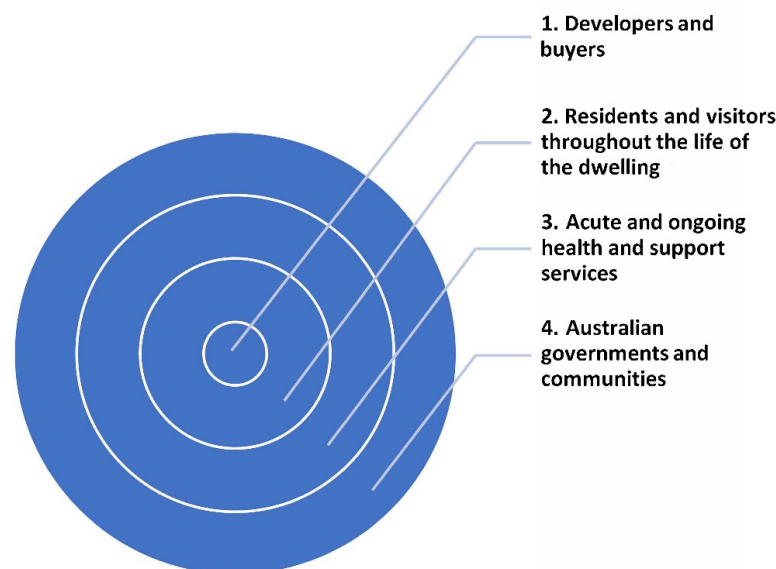 1. Developers and
buyers
2. Residents and visitors
throughout the life of
the dwelling
3. Acute and ongoing
health and support
services
4. Australian
governments and
communities